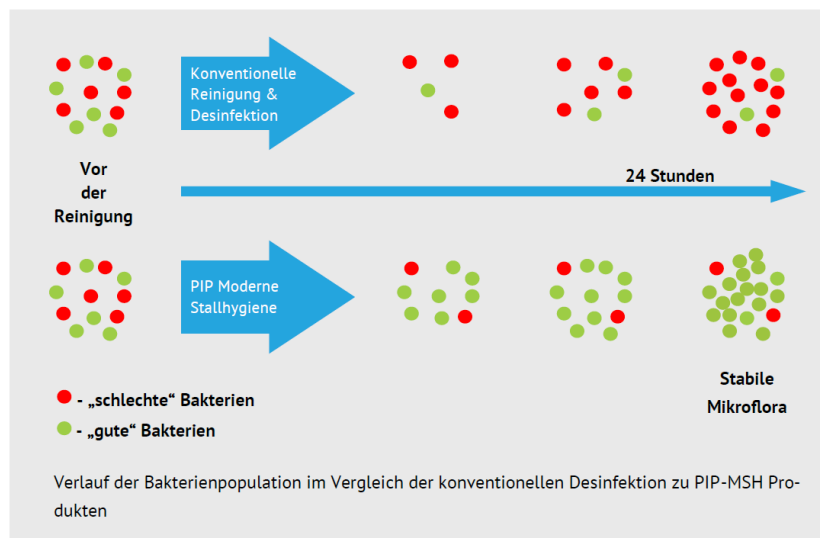 Konventionelle
Reinigung &
Desinfektion
Vor
der
Reinigung
24 Stunden
PIP Moderne
Stallhygiene
Stabile
Mikroflora
- „schlechte“ Bakterien
- „gute“ Bakterien
Verlauf der Bakterienpopulation im Vergleich der konventionellen Desinfektion zu PIP-MSH Pro-
dukten